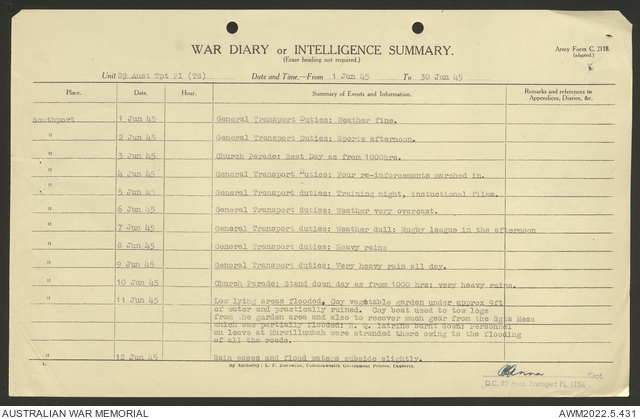 WAR DIARY or INTELLIGENCE SUMMARY.
(Erase heading not required.)
Army Form C. 2118.
(adapted.)
Unit 89 Aust Tpt Pl (TS) Date and Time.—From 1 Jun 45 To 30 Jun 45
Place. Date. Hour. Summary of Events and Information. Remarks and references to
Appendices, Diaries, &c.
Southport 1 Jun 45 General Transport Duties: Weather fine.
" 2 Jun 45 General Transport Duties: Sports afternoon.
" 3 Jun 45 Church Parade: Rest Day as from 1000hrs.
" 4 Jun 45 General Transport Duties: Four re-inforcements marched in.
" 5 Jun 45 General Transport duties: Training night, instuctional films.
" 6 Jun 45 General Transport duties: Weather very overcast.
" 7 Jun 45 General Transport duties: Weather dull: Rugby league in the afternoon
" 8 Jun 45 General Transport duties: Heavy rains
" 9 Jun 45 General Transport duties: Very heavy rain all day.
" 10 Jun 45 Church Parade: Stand down day as from 1000 hrs: very heavy rains.
" 11 Jun 45 Low lying areas flooded. Coy vegetable garden under approx 9ft
of water and practically ruined. Coy boat used to tow logs
from the garden area and also to recover much gear from the Sgts Mess
which was partially flooded: H. Q. latrine burnt down: Personnel
on leave at Murwillumbah were stranded there owing to the flooding
of all the roads.
" 12 Jun 45 Rain eases and flood waters subside slightly.
By Authority: L. F. Johnston, Commonwealth Government Printer, Canberra.
Capt.
O.C. 89 Aust. Transport Pl.
AUSTRALIAN WAR MEMORIAL AWM2022.5.431